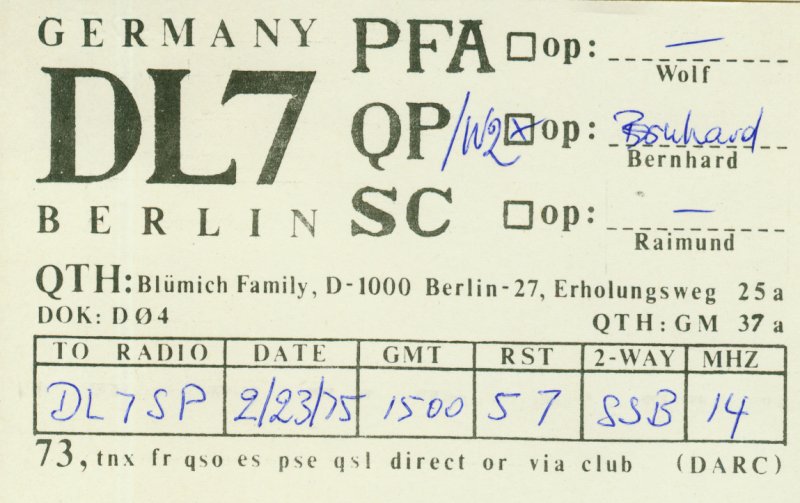 GERMANY PFA op: —
Wolf
DL7 QP/W2 x op: Bernhard
Bernhard
BERLIN SC op: —
Raimund
QTH: Blümich Family, D-1000 Berlin-27, Erholungsweg 25a
DOK: DØ4 QTH: GM 37a
TO RADIO DATE GMT RST 2-WAY MHZ
DL7SP 2/23/75 1500 57 SSB 14
73, tnx fr qso es pse qsl direct or via club (DARC)